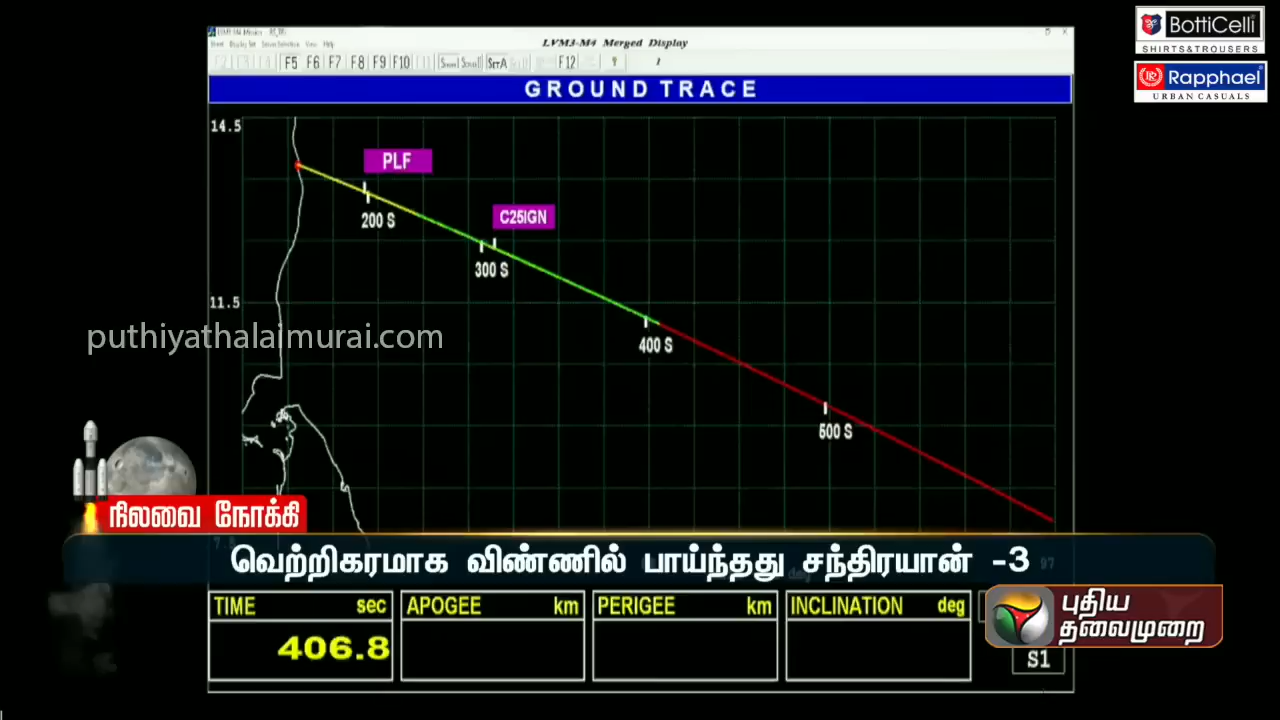 LVM3-M4 Merged Display
F5 F6 F7 F8 F9 F10 F12
GROUND TRACE
BottiCelli
SHIRTS&TROUSERS
Rapphael
URBAN CASUALS
14.5
PLF
200 S
C25IGN
300 S
11.5
puthiyathalaimurai.com
400 S
500 S
நிலவை நோக்கி
வெற்றிகரமாக விண்ணில் பாய்ந்தது சந்திரயான் -3
97
TIME sec
406.8
APOGEE km
PERIGEE km
INCLINATION deg
புதிய
தலைமுறை
S1